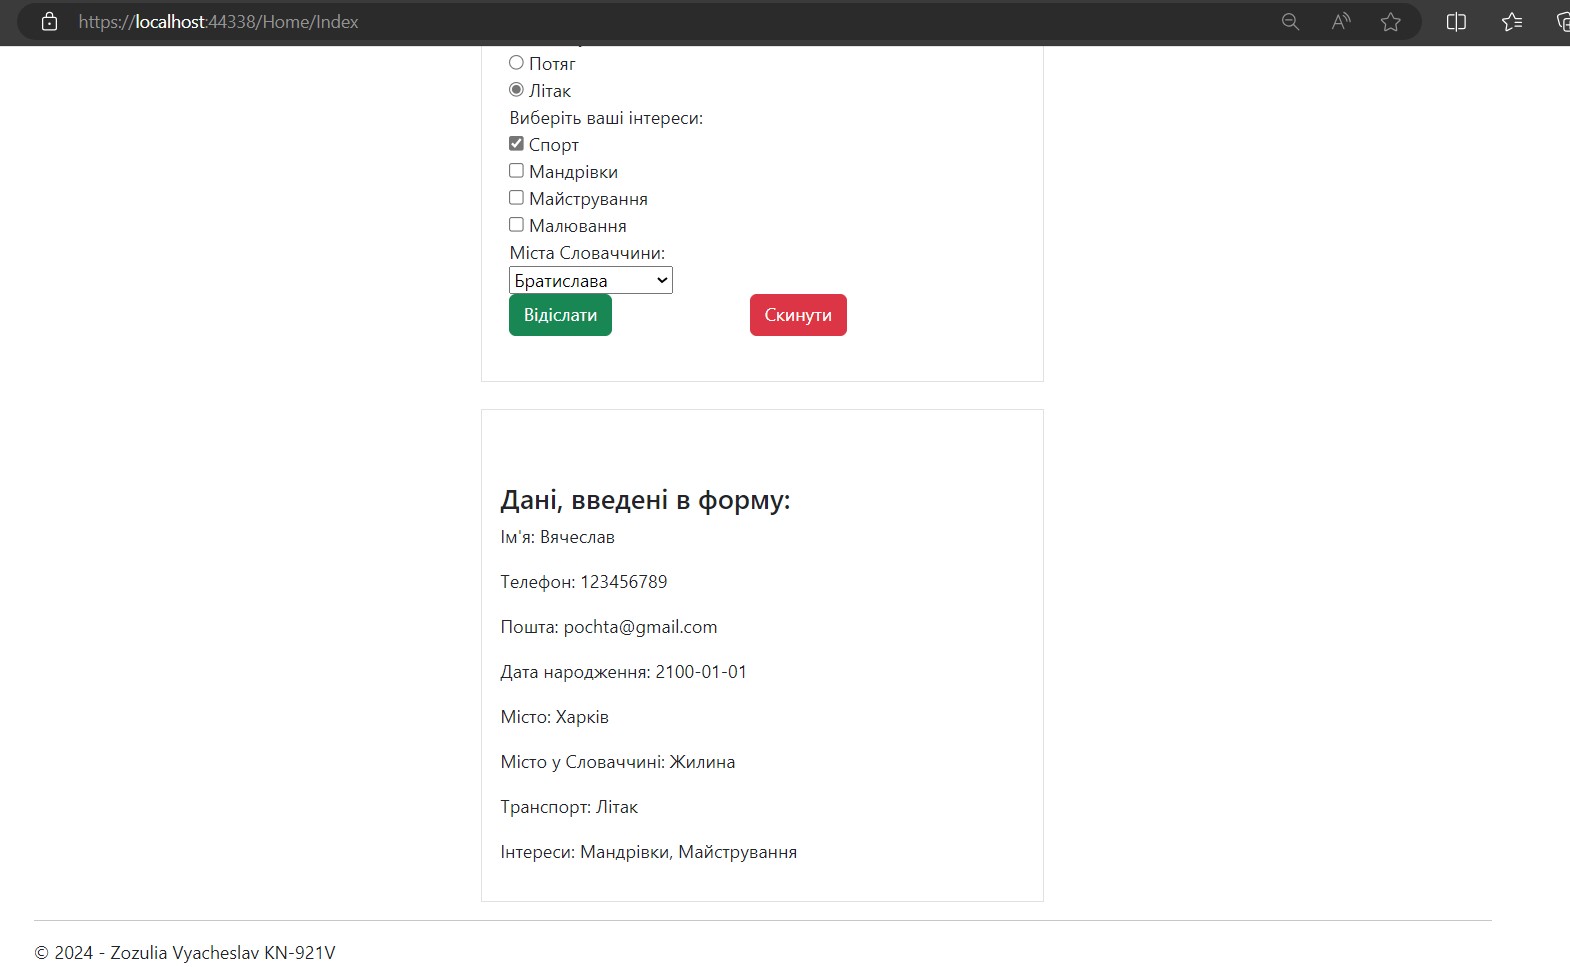 https://localhost:44338/Home/Index
Потяг
Літак
Виберіть ваші інтереси:
Спорт
Мандрівки
Майстрування
Малювання
Міста Словаччини:
Братислава
Відіслати Скинути
Дані, введені в форму:
Ім'я: Вячеслав
Телефон: 123456789
Пошта: pochta@gmail.com
Дата народження: 2100-01-01
Місто: Харків
Місто у Словаччині: Жилина
Транспорт: Літак
Інтереси: Мандрівки, Майстрування
© 2024 - Zozulia Vyacheslav KN-921V